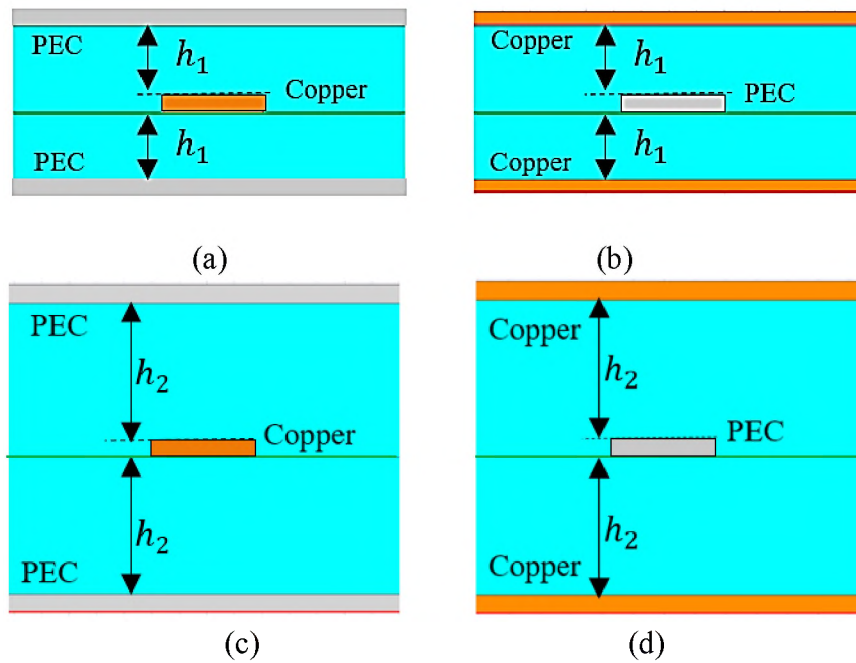 PEC
h₁
Copper
PEC
h₁
(a)
Copper
h₁
PEC
Copper
h₁
(b)
PEC
h₂
Copper
PEC
h₂
(c)
Copper
h₂
PEC
Copper
h₂
(d)